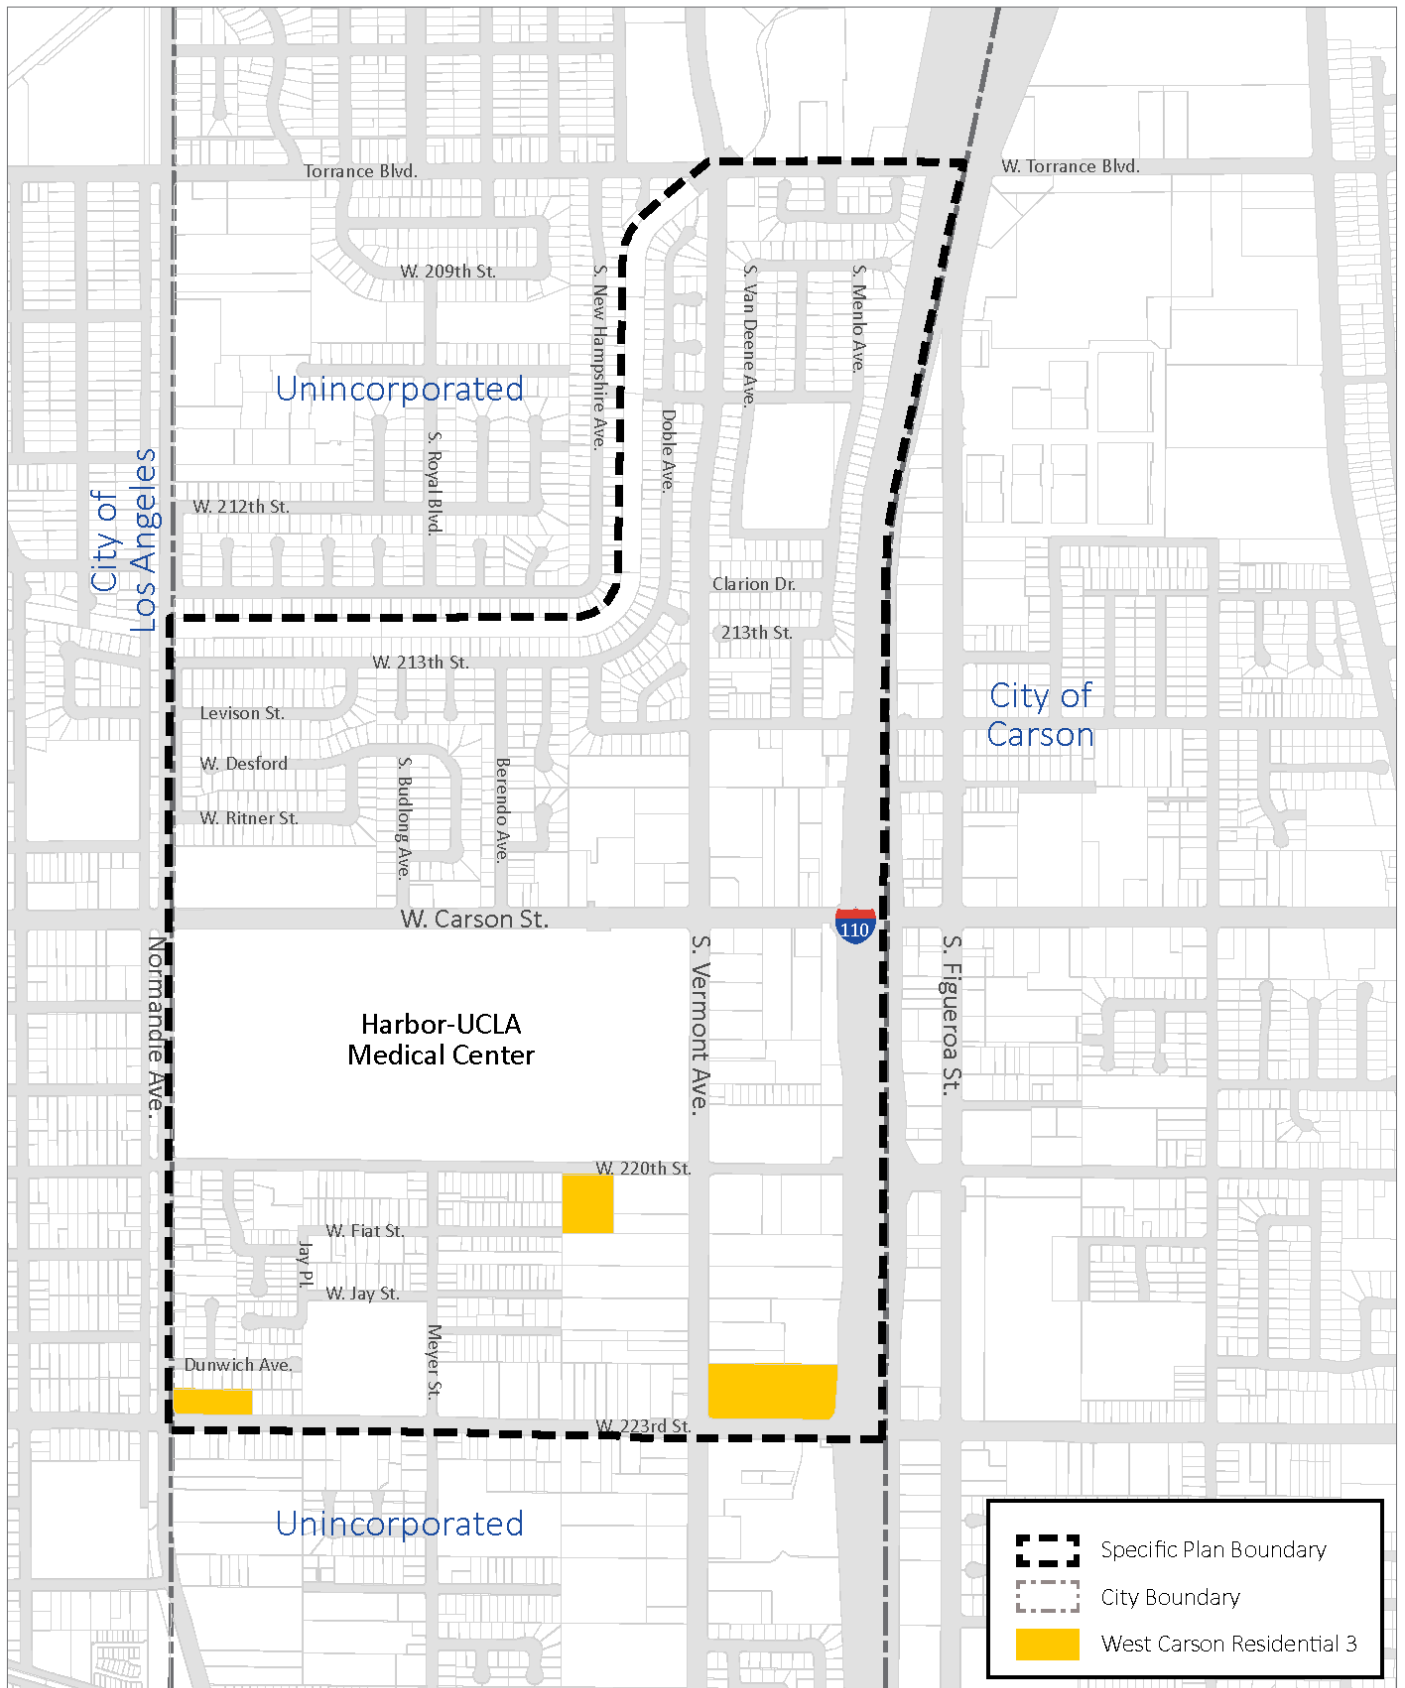 Torrance Blvd.
W. Torrance Blvd.
W. 209th St.
S. New Hampshire Ave.
S. Van Deene Ave.
S. Menlo Ave.
Unincorporated
Doble Ave.
S. Royal Blvd.
City of
Los Angeles
W. 212th St.
Clarion Dr.
213th St.
W. 213th St.
City of
Carson
Levison St.
W. Desford
S. Budlong Ave.
Berendo Ave.
W. Ritner St.
W. Carson St.
110
Normandie Ave.
S. Vermont Ave.
S. Figueroa St.
Harbor-UCLA
Medical Center
W. 220th St.
W. Fiat St.
Jay Pl.
W. Jay St.
Meyer St.
Dunwich Ave.
W. 223rd St.
Unincorporated
Specific Plan Boundary
City Boundary
West Carson Residential 3